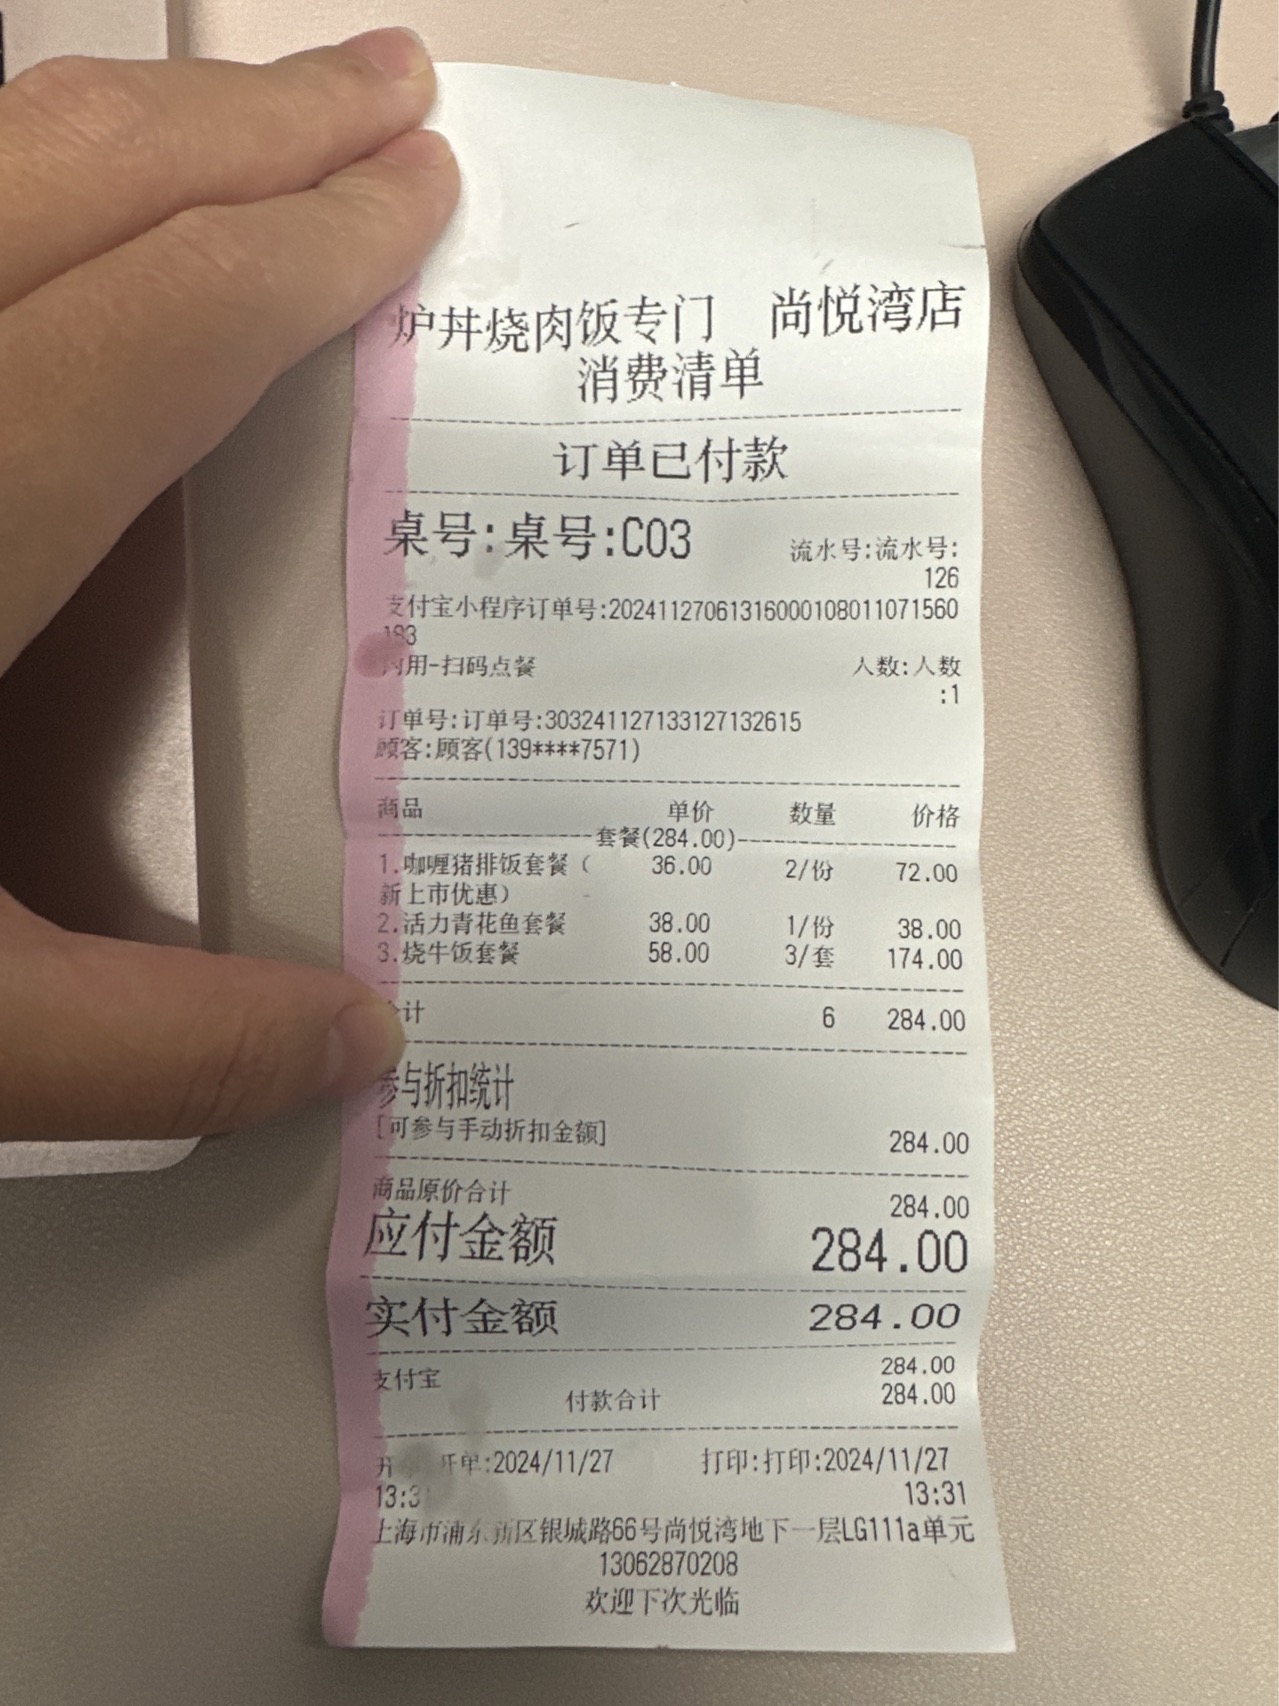 炉丼烧肉饭专门 尚悦湾店
消费清单
订单已付款
桌号:桌号:C03 流水号:流水号:
126
支付宝小程序订单号:2024112706131600010801107156​0
183
内用-扫码点餐 人数:人数
:1
订单号:订单号:303241127133127132615
顾客:顾客(139****7571)
商品 单价 数量 价格
套餐(284.00)
1.咖喱猪排饭套餐( 36.00 2/份 72.00
新上市优惠)
2.活力青花鱼套餐 38.00 1/份 38.00
3.烧牛饭套餐 58.00 3/套 174.00
合计 6 284.00
参与折扣统计
[可参与手动折扣金额] 284.00
商品原价合计 284.00
应付金额 284.00
实付金额 284.00
支付宝 284.00
付款合计 284.00
开单:2024/11/27 打印:打印:2024/11/27
13:3 13:31
上海市浦东新区银城路66号尚悦湾地下一层LG111a单元
13062870208
欢迎下次光临